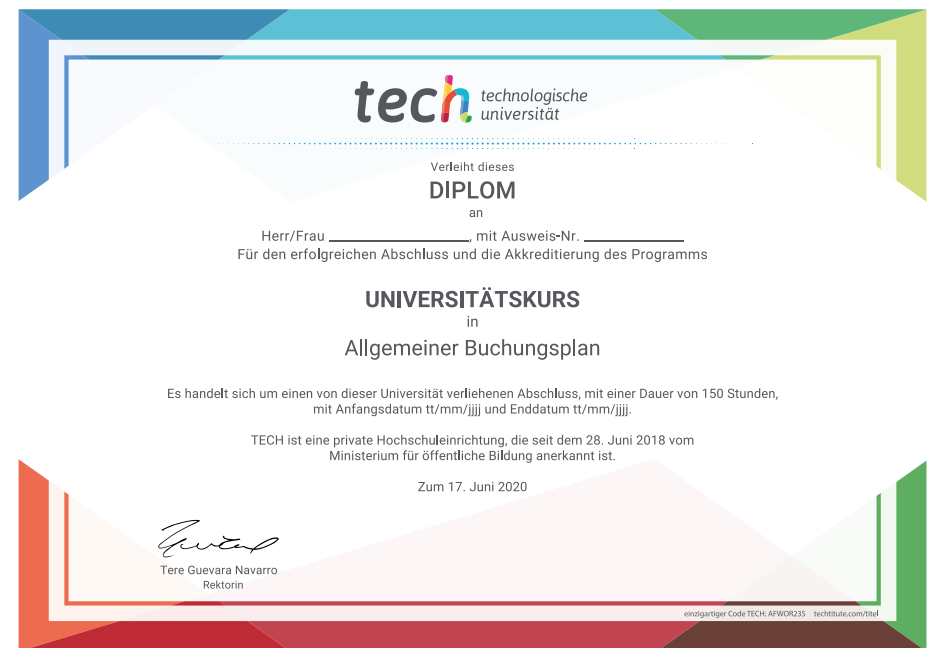 tech technologische
universität
Verleiht dieses
DIPLOM
an
Herr/Frau ____________________, mit Ausweis-Nr. ______________
Für den erfolgreichen Abschluss und die Akkreditierung des Programms
UNIVERSITÄTSKURS
in
Allgemeiner Buchungsplan
Es handelt sich um einen von dieser Universität verliehenen Abschluss, mit einer Dauer von 150 Stunden,
mit Anfangsdatum tt/mm/jjjj und Enddatum tt/mm/jjjj.
TECH ist eine private Hochschuleinrichtung, die seit dem 28. Juni 2018 vom
Ministerium für öffentliche Bildung anerkannt ist.
Zum 17. Juni 2020
Tere Guevara Navarro
Rektorin
einzigartiger Code TECH: AFWOR23S techtitute.com/titel